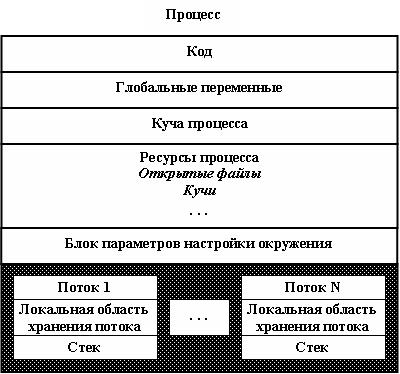 Процесс
Код
Глобальные переменные
Куча процесса
Ресурсы процесса
Открытые файлы
Кучи
. . .
Блок параметров настройки окружения
Поток 1
Локальная область
хранения потока
Стек
. . .
Поток N
Локальная область
хранения потока
Стек